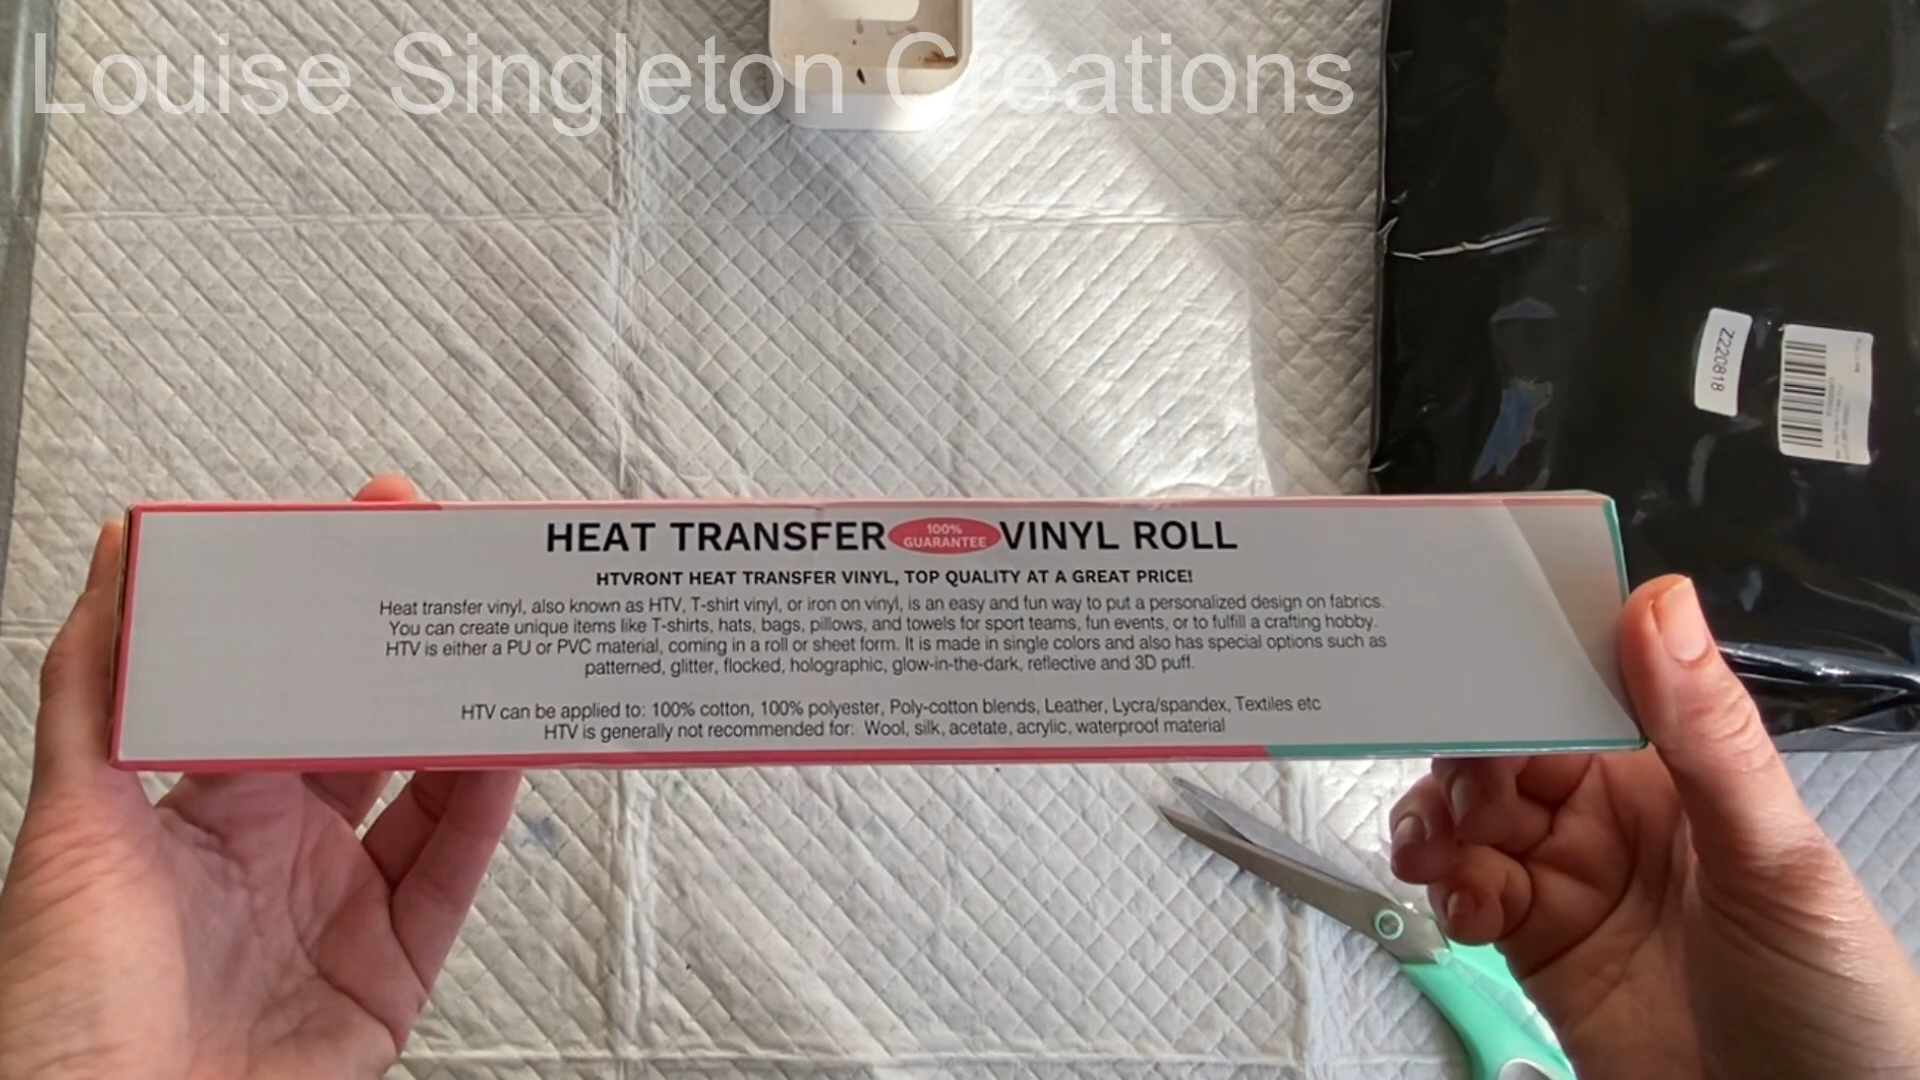 Louise Singleton Creations
Z220818
HEAT TRANSFER 100% GUARANTEE VINYL ROLL
HTVRONT HEAT TRANSFER VINYL, TOP QUALITY AT A GREAT PRICE!
Heat transfer vinyl, also known as HTV, T-shirt vinyl, or iron on vinyl, is an easy and fun way to put a personalized design on fabrics.
You can create unique items like T-shirts, hats, bags, pillows, and towels for sport teams, fun events, or to fulfill a crafting hobby.
HTV is either a PU or PVC material, coming in a roll or sheet form. It is made in single colors and also has special options such as
patterned, glitter, flocked, holographic, glow-in-the-dark, reflective and 3D puff.
HTV can be applied to: 100% cotton, 100% polyester, Poly-cotton blends, Leather, Lycra/spandex, Textiles etc
HTV is generally not recommended for: Wool, silk, acetate, acrylic, waterproof material